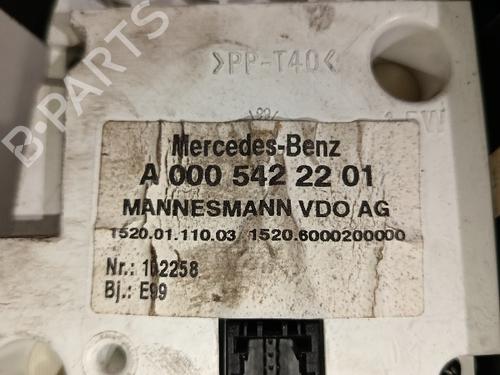 B-PARTS
>PP-T40<
Mercedes-Benz
A 000 542 22 01
MANNESMANN VDO AG
1520.01.110.03 1520.6000200000
Nr.: 102258
Bj.: E99